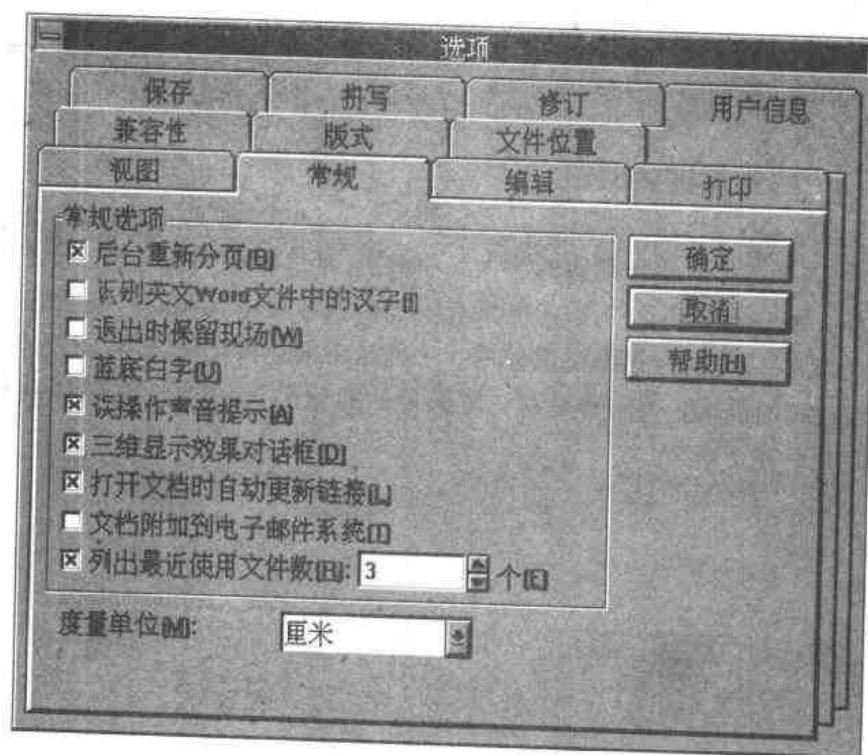 选项
保存 拼写 修订 用户信息
兼容性 版式 文件位置
视图 常规 编辑 打印
常规选项
后台重新分页(B)
识别英文Word文件中的汉字(I)
退出时保留现场(W)
蓝底白字(U)
误操作声音提示(A)
三维显示效果对话框(D)
打开文档时自动更新链接(L)
文档附加到电子邮件系统(T)
列出最近使用文件数(R): 3 个(E)
度量单位(M): 厘米
确定
取消
帮助(H)